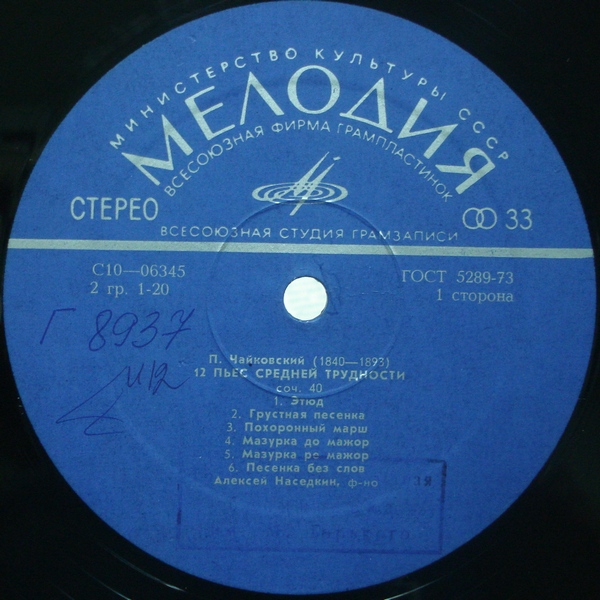 МИНИСТЕРСТВО КУЛЬТУРЫ СССР
МЕЛОДИЯ
ВСЕСОЮЗНАЯ ФИРМА ГРАМПЛАСТИНОК
СТЕРЕО
33
ВСЕСОЮЗНАЯ СТУДИЯ ГРАМЗАПИСИ
С10—06345
ГОСТ 5289-73
2 гр. 1-20
1 сторона
Г 8937
П. Чайковский (1840—1893)
12 ПЬЕС СРЕДНЕЙ ТРУДНОСТИ
соч. 40
1. Этюд
2. Грустная песенка
3. Похоронный марш
4. Мазурка до мажор
5. Мазурка ре мажор
6. Песенка без слов
Алексей Наседкин, ф-но